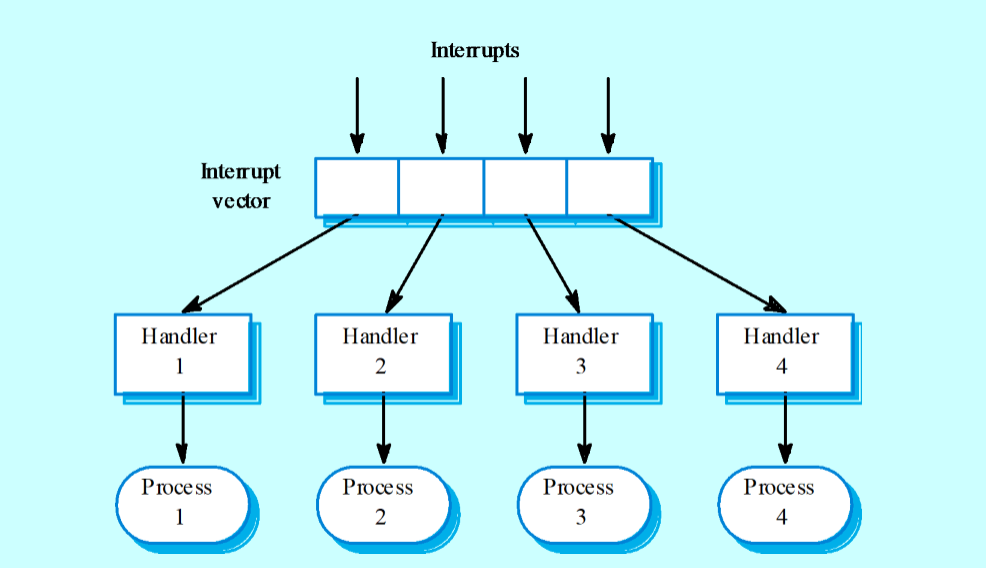 Interrupts
Interrupt
vector
Handler
1
Handler
2
Handler
3
Handler
4
Process
1
Process
2
Process
3
Process
4